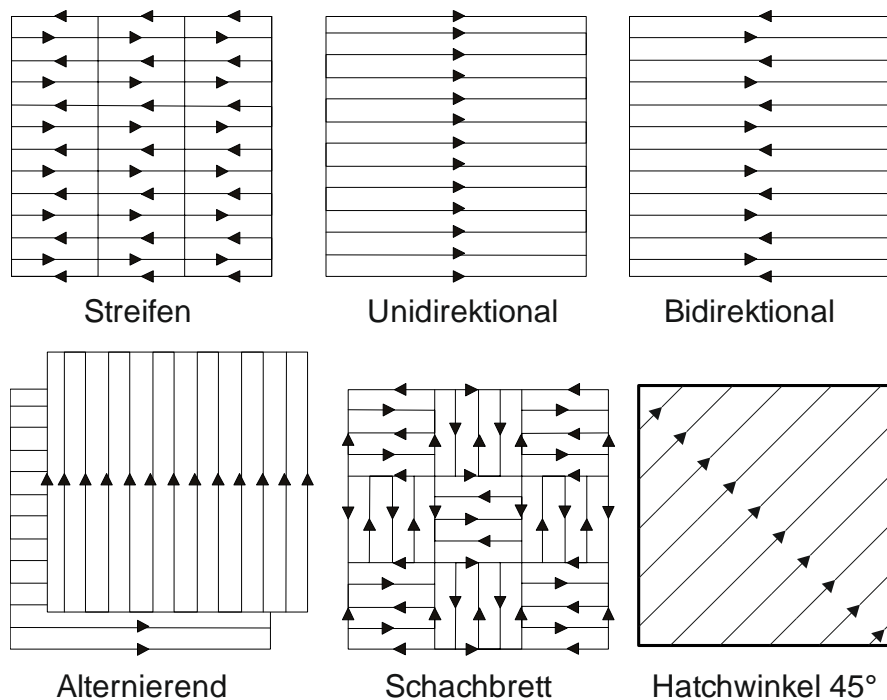 Streifen
Unidirektional
Bidirektional
Alternierend
Schachbrett
Hatchwinkel 45°